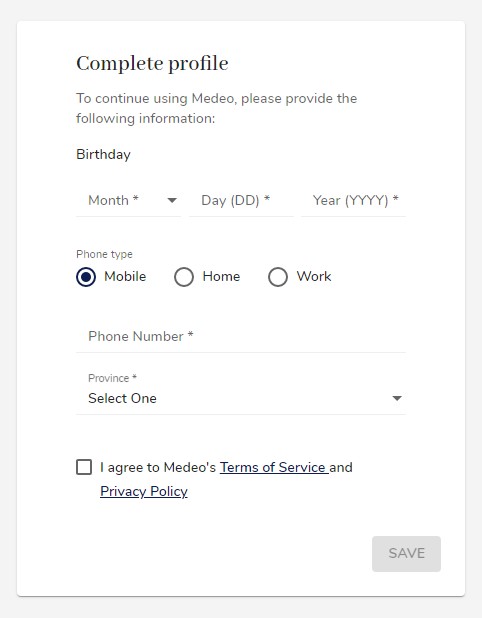 Complete profile
To continue using Medeo, please provide the
following information:
Birthday
Month * Day (DD) * Year (YYYY) *
Phone type
Mobile Home Work
Phone Number *
Province *
Select One
I agree to Medeo's Terms of Service and
Privacy Policy
SAVE